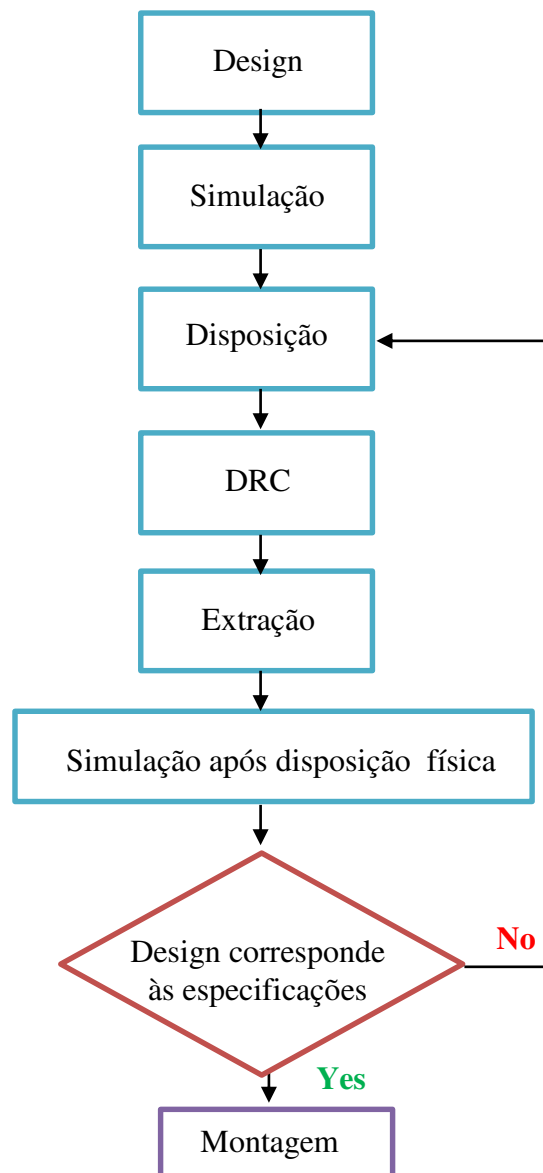 Design
Simulação
Disposição
DRC
Extração
Simulação após disposição física
Design corresponde
às especificações
No
Yes
Montagem